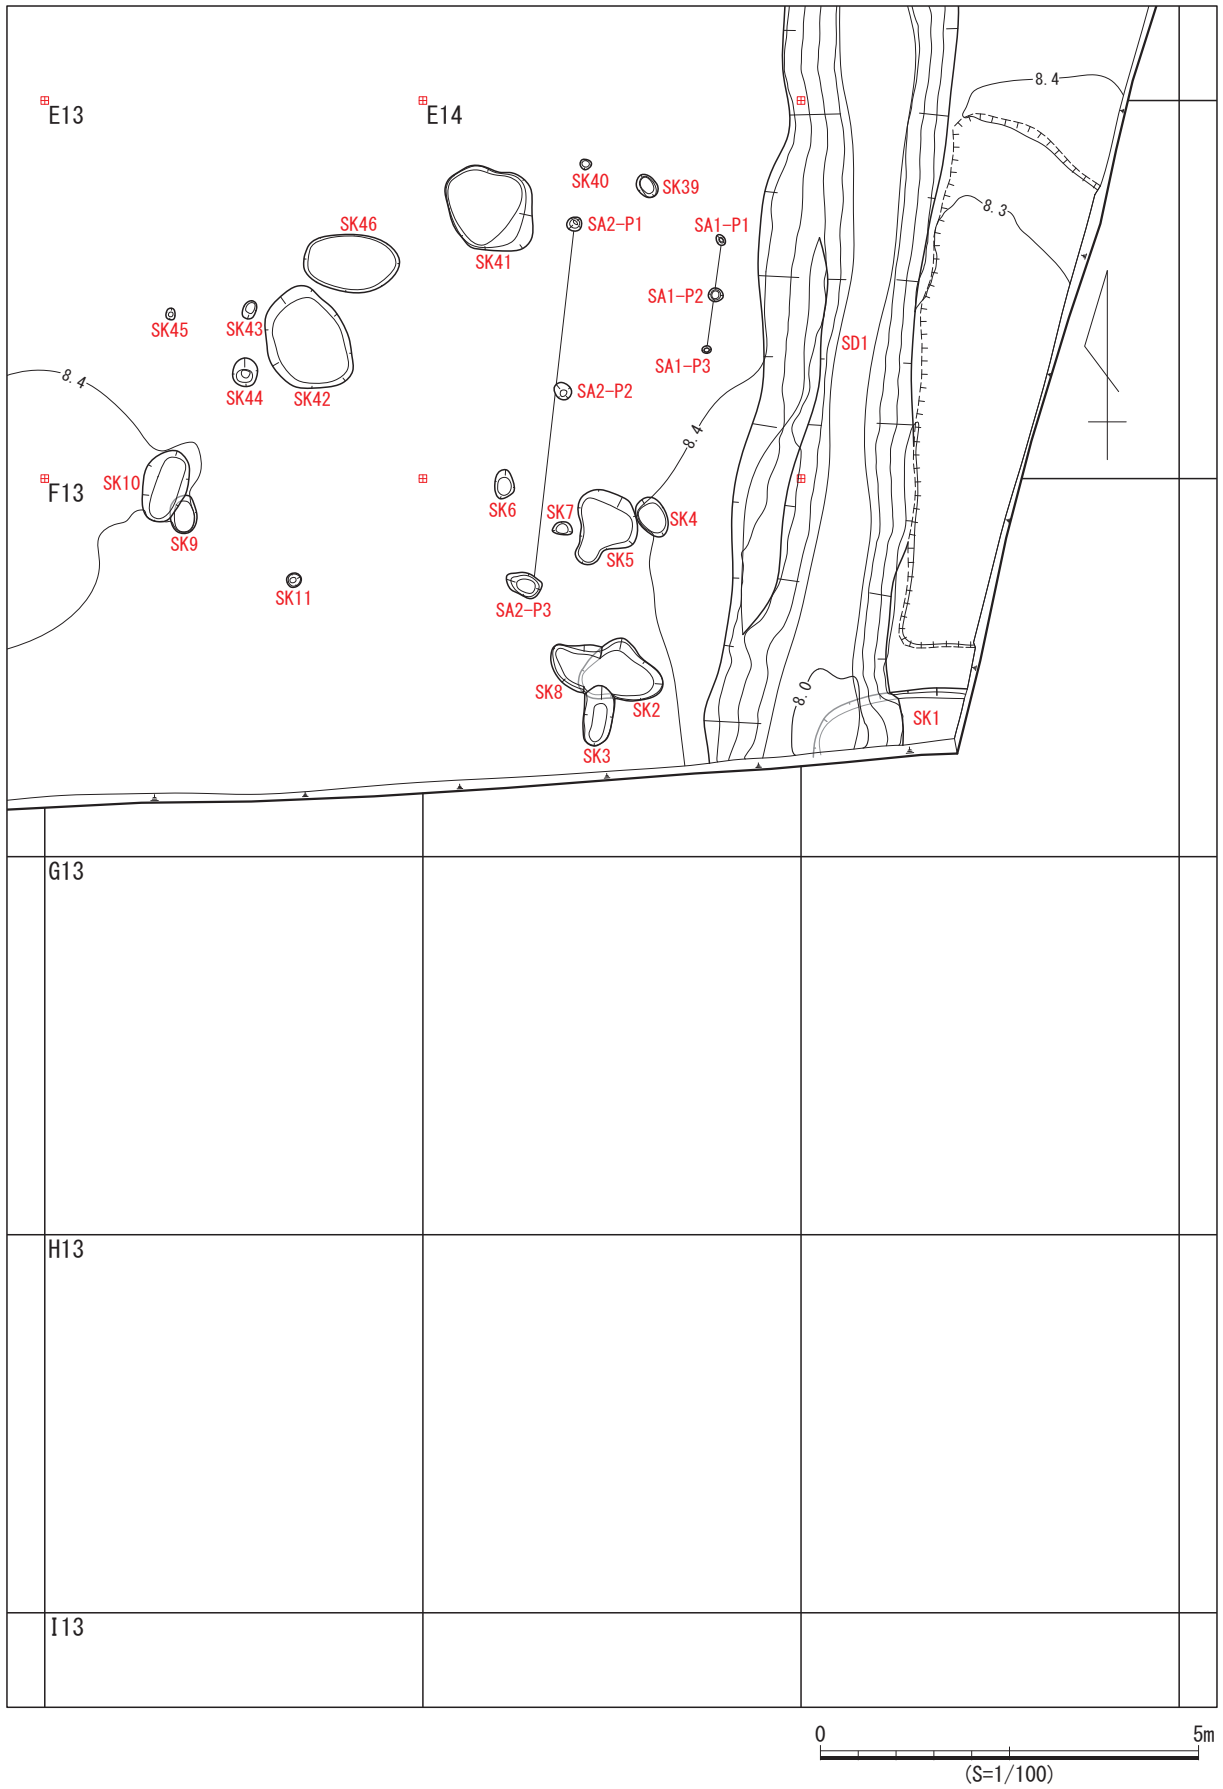 8.4
E13
E14
SK40
SK39
8.3
SK46
SA2-P1
SA1-P1
SK41
SA1-P2
SK45
SK43
SD1
SA1-P3
8.4
SK44
SK42
SA2-P2
8.4
SK10
F13
SK6
SK7
SK4
SK9
SK5
SK11
SA2-P3
8.0
SK8
SK2
SK1
SK3
G13
H13
I13
0
5m
(S=1/100)